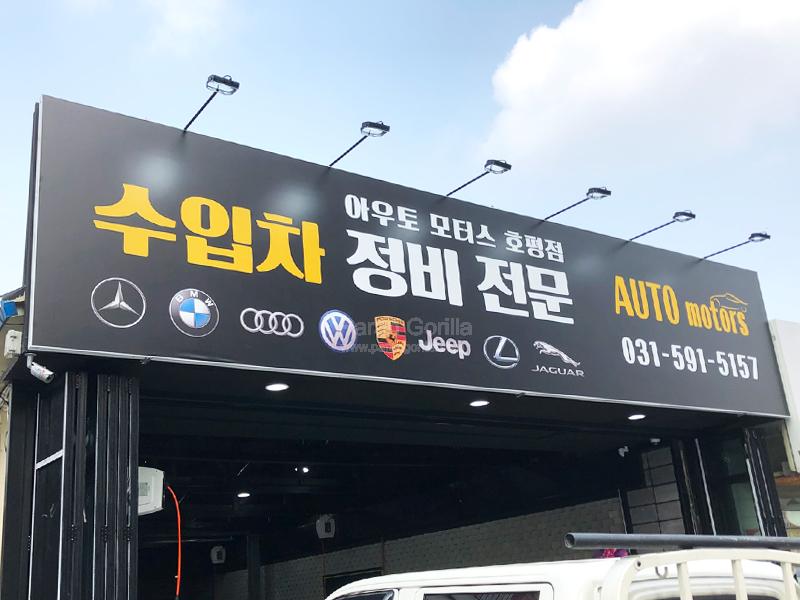 아우토 모터스 호평점
수입차 정비 전문
BMW
Jeep
JAGUAR
AUTO motors
031-591-5157